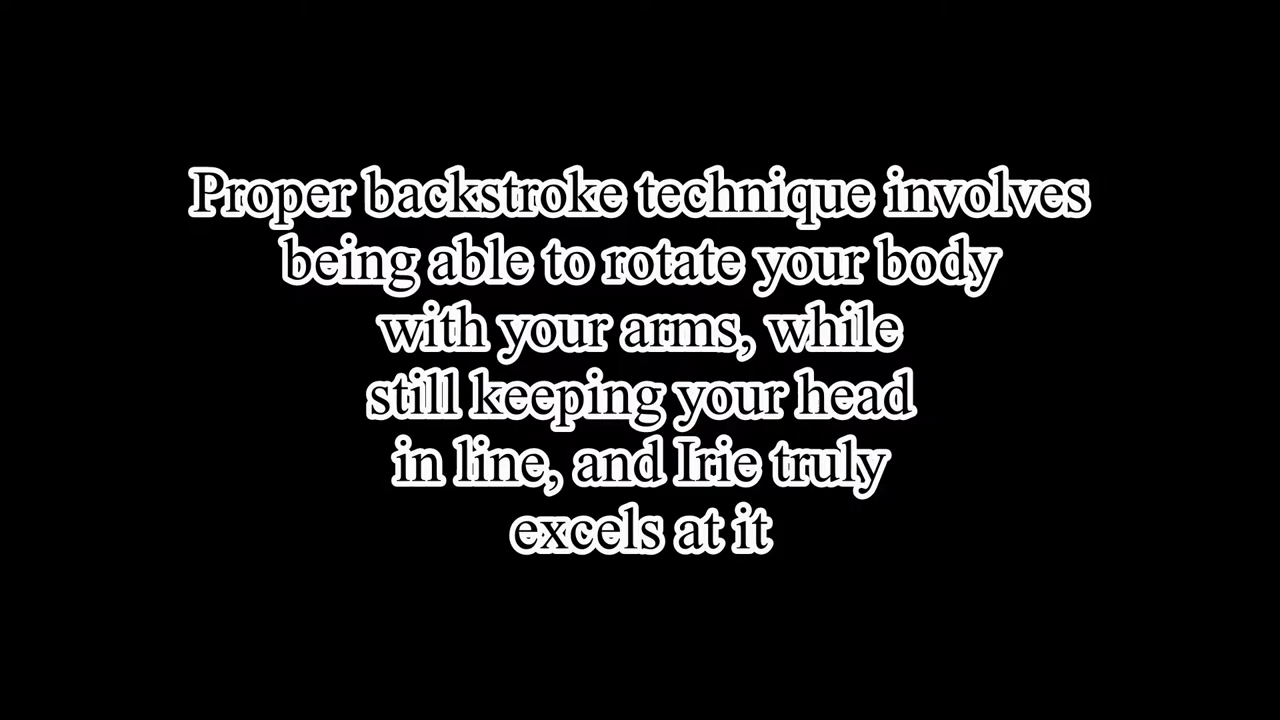 Proper backstroke technique involves
being able to rotate your body
with your arms, while
still keeping your head
in line, and Irie truly
excels at it